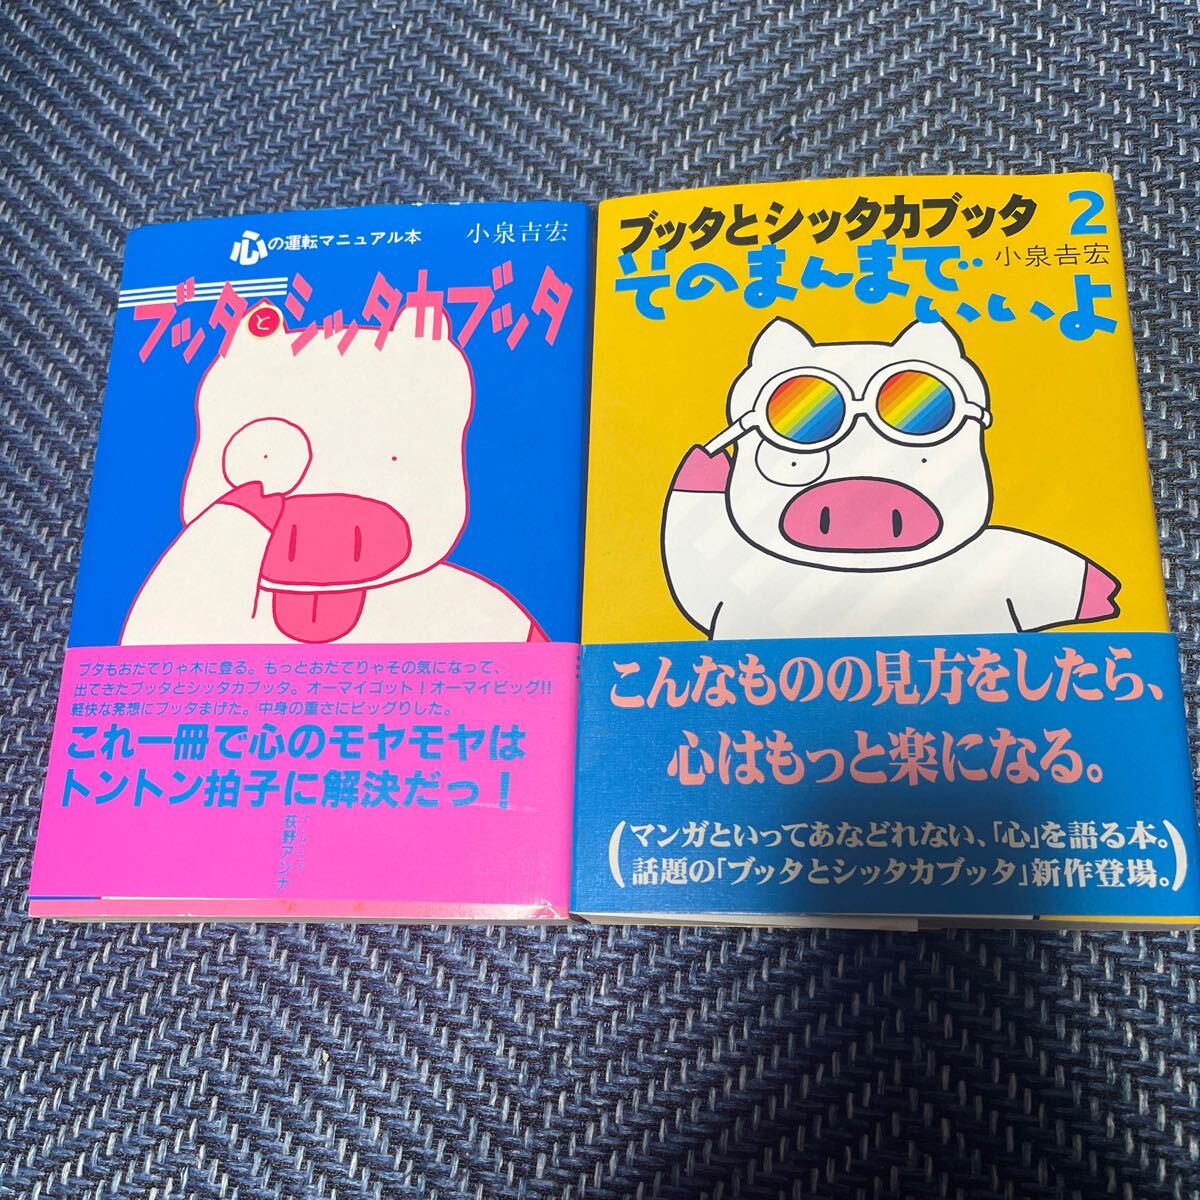 心の運転マニュアル本
小泉吉宏
ブッタとシッタカブッタ
ブタもおだてりゃ木に登る。もっとおだてりゃその気になって、
出てきたブッタとシッタカブッタ。オーマイゴット!オーマイピッグ!!
軽快な発想にブッタまげた。中身の重さにピッグりした。
これ一冊で心のモヤモヤは
トントン拍子に解決だっ!
荻野アンナ
ブッタとシッタカブッタ 2
小泉吉宏
そのまんまでいいよ
こんなものの見方をしたら、
心はもっと楽になる。
(マンガといってあなどれない、「心」を語る本。
話題の「ブッタとシッタカブッタ」新作登場。)